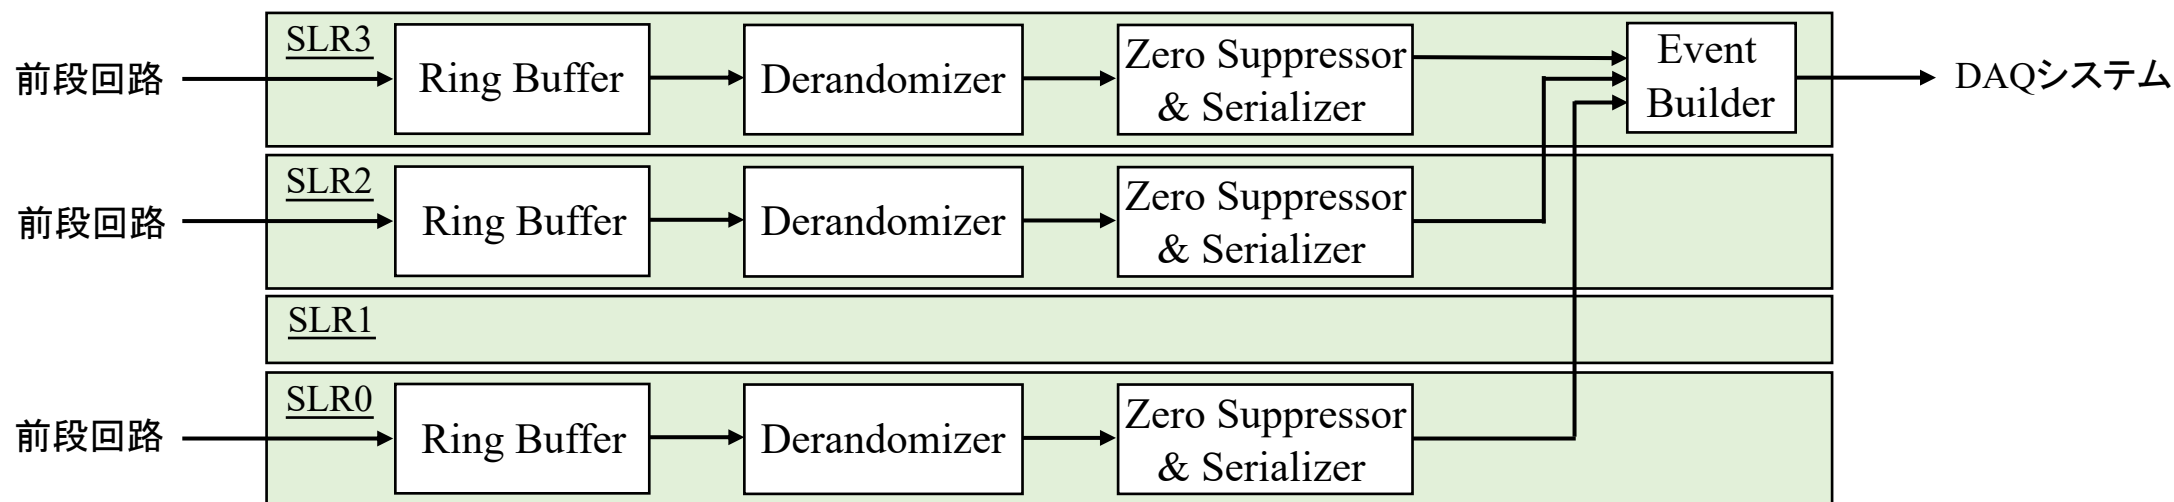 SLR3
前段回路
Ring Buffer
Derandomizer
Zero Suppressor
& Serializer
Event
Builder
DAQシステム
SLR2
前段回路
Ring Buffer
Derandomizer
Zero Suppressor
& Serializer
SLR1
SLR0
前段回路
Ring Buffer
Derandomizer
Zero Suppressor
& Serializer